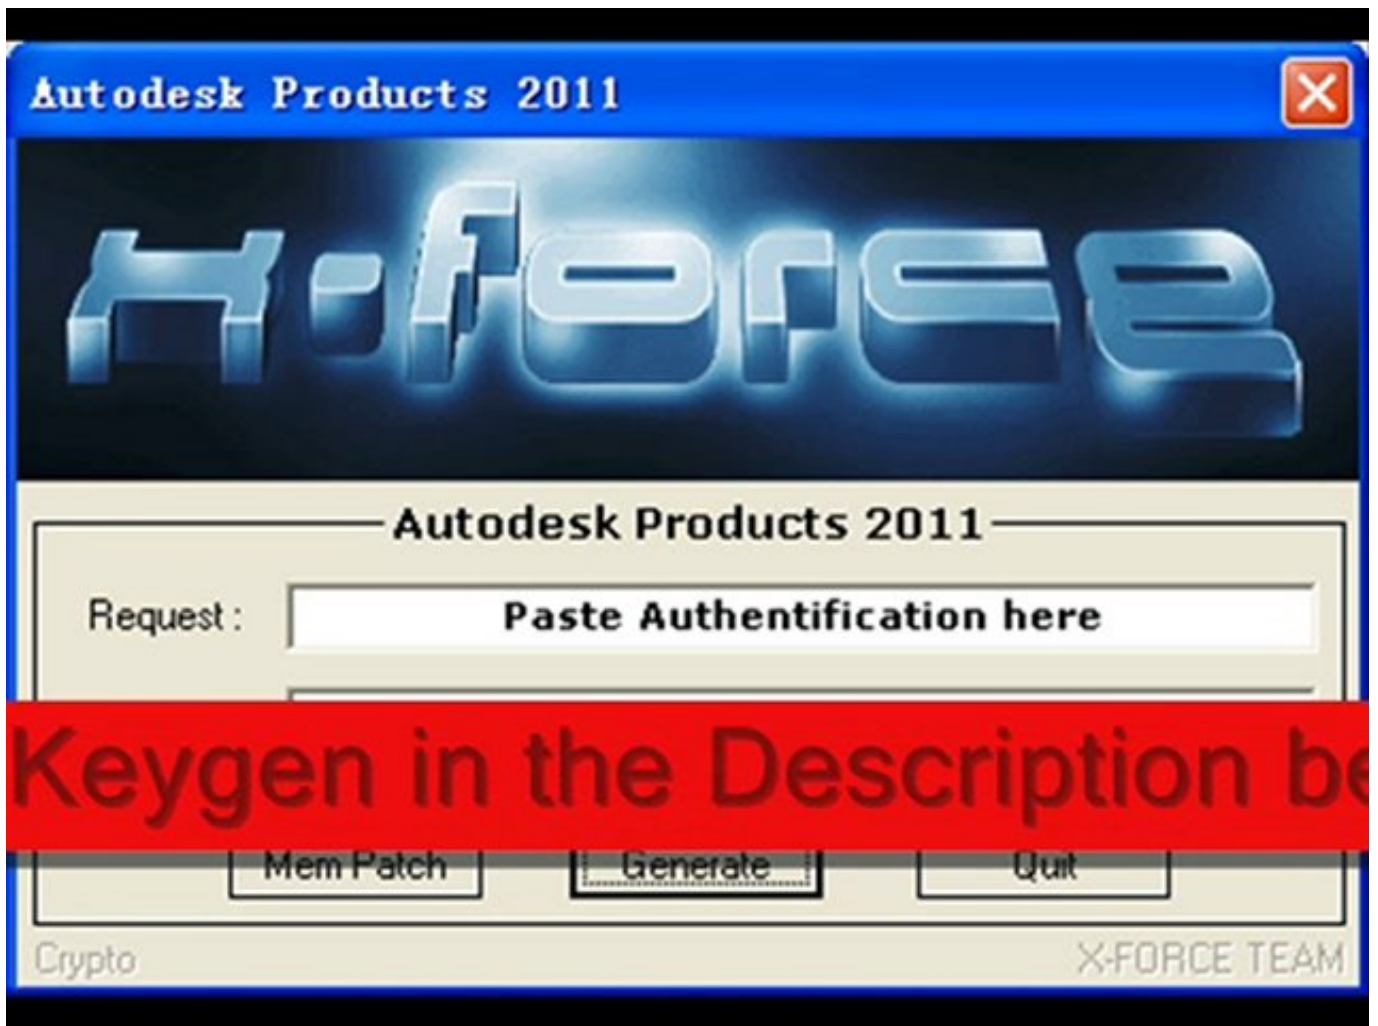 Autodesk Products 2011
x·force
Autodesk Products 2011
Request :
Paste Authentification here
Keygen in the Description be
Mem Patch
Generate
Quit
Crypto
X-FORCE TEAM